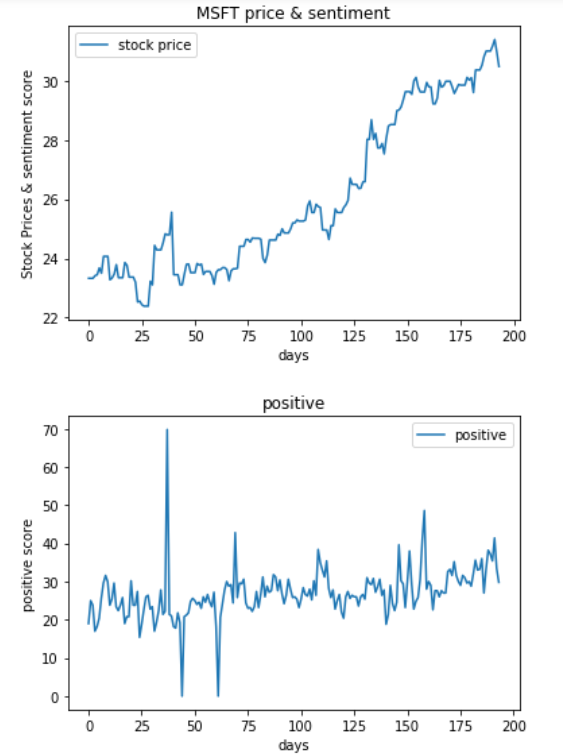 MSFT price & sentiment
stock price
Stock Prices & sentiment score
30
28
26
24
22
0 25 50 75 100 125 150 175 200
days
positive
positive
positive score
70
60
50
40
30
20
10
0
0 25 50 75 100 125 150 175 200
days